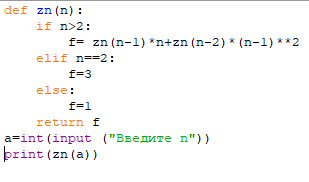 def zn(n):
    if n>2:
        f= zn(n-1)*n+zn(n-2)*(n-1)**2
    elif n==2:
        f=3
    else:
        f=1
    return f
a=int(input ("Введите n"))
print(zn(a))